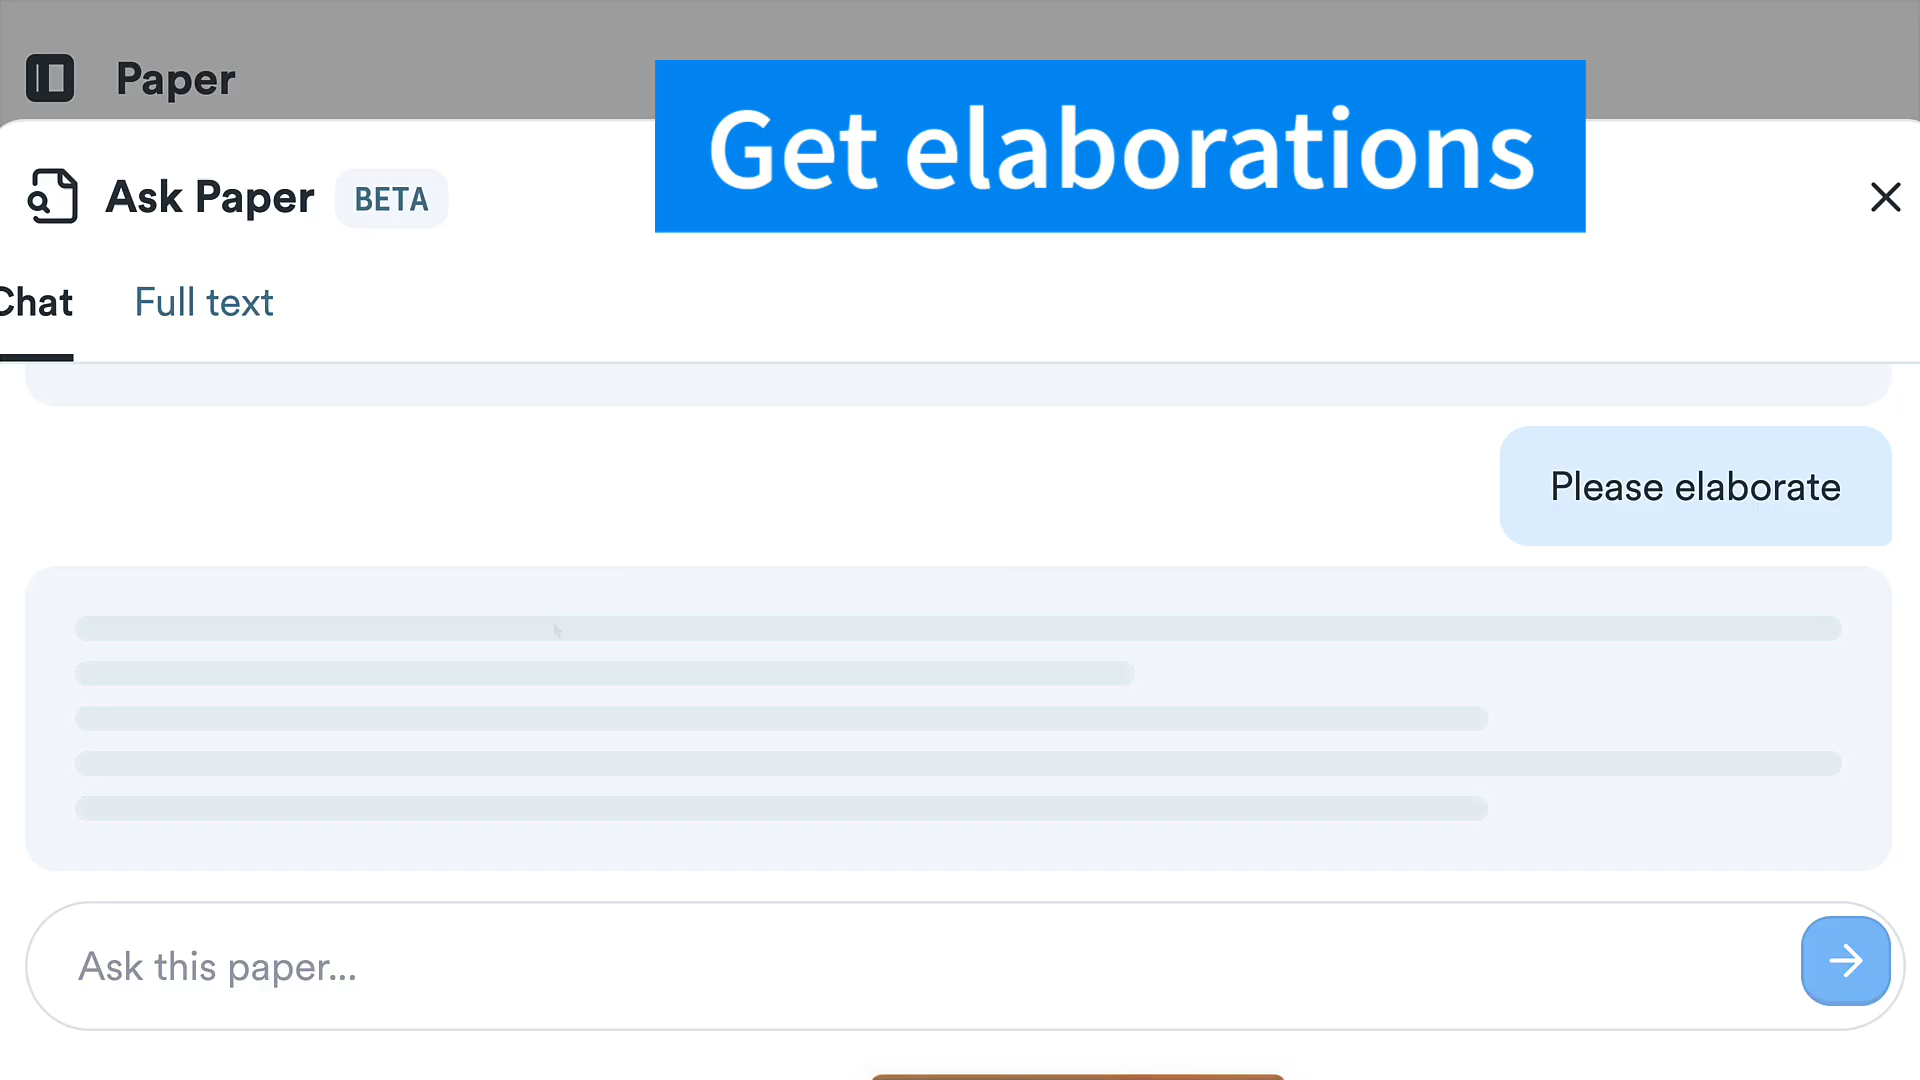 Paper
Get elaborations
Ask Paper BETA
Chat Full text
Please elaborate
Ask this paper...